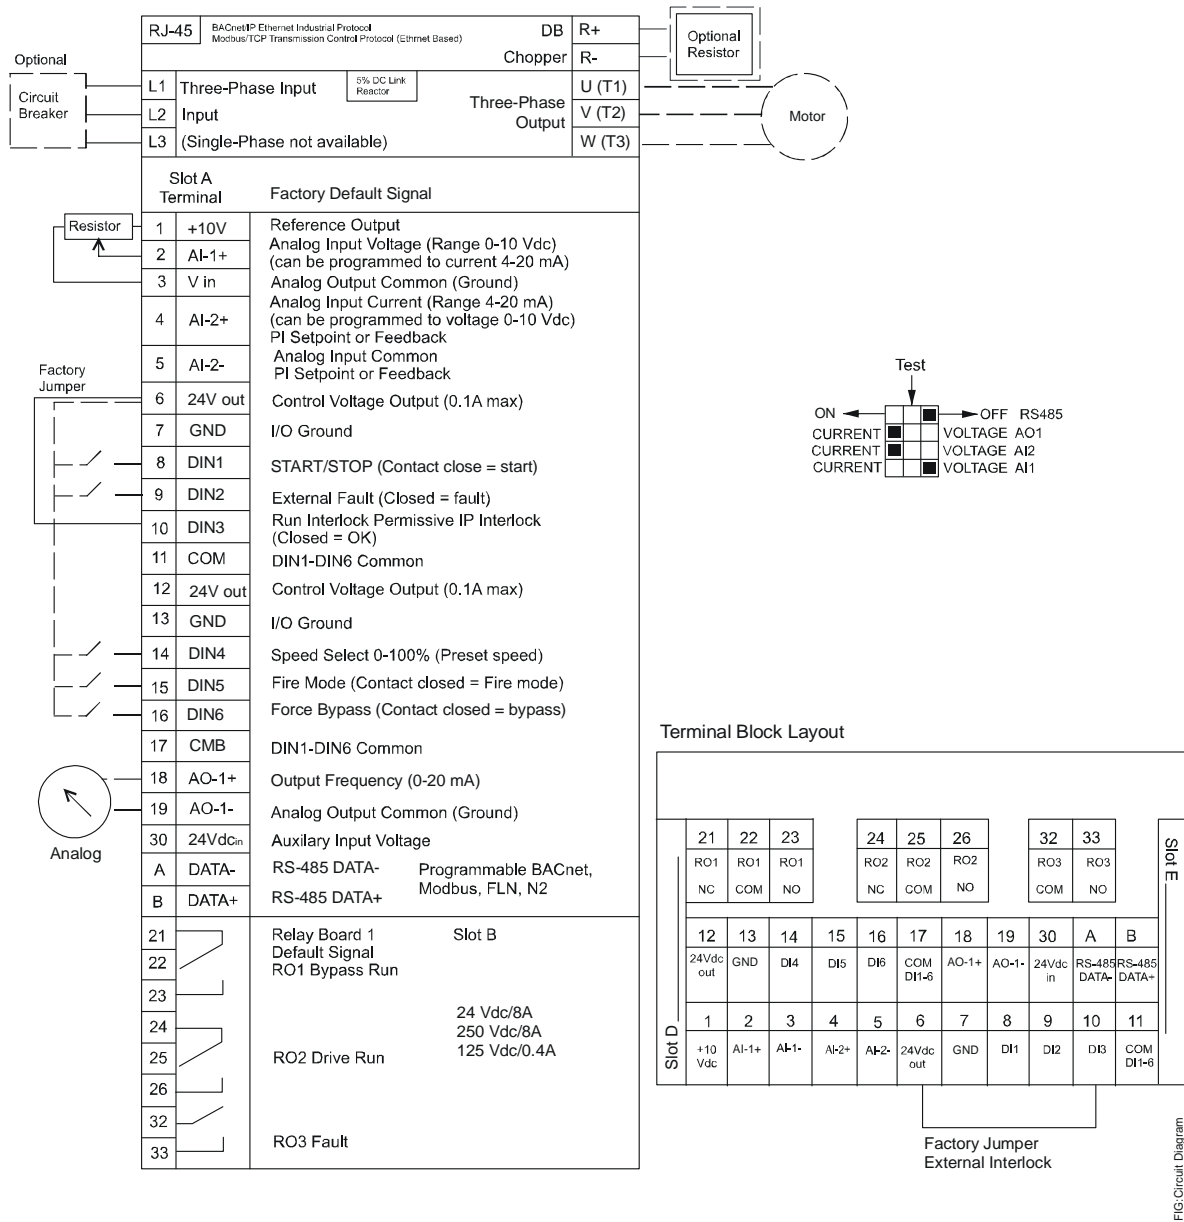 RJ-45
BACnet/IP Ethernet Industrial Protocol
Modbus/TCP Transmission Control Protocol (Ethrnet Based)
DB R+
Chopper R-
Optional
Resistor
Optional
Circuit
Breaker
L1 Three-Phase Input
5% DC Link
Reactor
L2 Input
L3 (Single-Phase not available)
Three-Phase
Output
U (T1)
V (T2)
W (T3)
Motor
Slot A
Terminal
Factory Default Signal
Resistor
1 +10V Reference Output
2 AI-1+ Analog Input Voltage (Range 0-10 Vdc)
(can be programmed to current 4-20 mA)
3 V in Analog Output Common (Ground)
4 AI-2+ Analog Input Current (Range 4-20 mA)
(can be programmed to voltage 0-10 Vdc)
PI Setpoint or Feedback
5 AI-2- Analog Input Common
PI Setpoint or Feedback
Factory
Jumper
6 24V out Control Voltage Output (0.1A max)
7 GND I/O Ground
8 DIN1 START/STOP (Contact close = start)
9 DIN2 External Fault (Closed = fault)
10 DIN3 Run Interlock Permissive IP Interlock
(Closed = OK)
11 COM DIN1-DIN6 Common
12 24V out Control Voltage Output (0.1A max)
13 GND I/O Ground
14 DIN4 Speed Select 0-100% (Preset speed)
15 DIN5 Fire Mode (Contact closed = Fire mode)
16 DIN6 Force Bypass (Contact closed = bypass)
17 CMB DIN1-DIN6 Common
18 AO-1+ Output Frequency (0-20 mA)
19 AO-1- Analog Output Common (Ground)
Analog
30 24Vdcin Auxilary Input Voltage
A DATA- RS-485 DATA-
B DATA+ RS-485 DATA+
Programmable BACnet,
Modbus, FLN, N2
21
22
23
24
25
26
32
33
Relay Board 1 Slot B
Default Signal
RO1 Bypass Run
24 Vdc/8A
250 Vdc/8A
125 Vdc/0.4A
RO2 Drive Run
RO3 Fault
Test
ON OFF RS485
CURRENT VOLTAGE AO1
CURRENT VOLTAGE AI2
CURRENT VOLTAGE AI1
Terminal Block Layout
21 22 23 24 25 26 32 33
RO1 RO1 RO1 RO2 RO2 RO2 RO3 RO3
NC COM NO NC COM NO COM NO
12 13 14 15 16 17 18 19 30 A B
24Vdc GND DI4 DI5 DI6 COM AO-1+ AO-1- 24Vdc RS-485 RS-485
out DI1-6 in DATA- DATA+
1 2 3 4 5 6 7 8 9 10 11
+10 AI-1+ AI-1- AI-2+ AI-2- 24Vdc GND DI1 DI2 DI3 COM
Vdc out DI1-6
Slot D
Slot E
Factory Jumper
External Interlock
FIG:Circuit Diagram